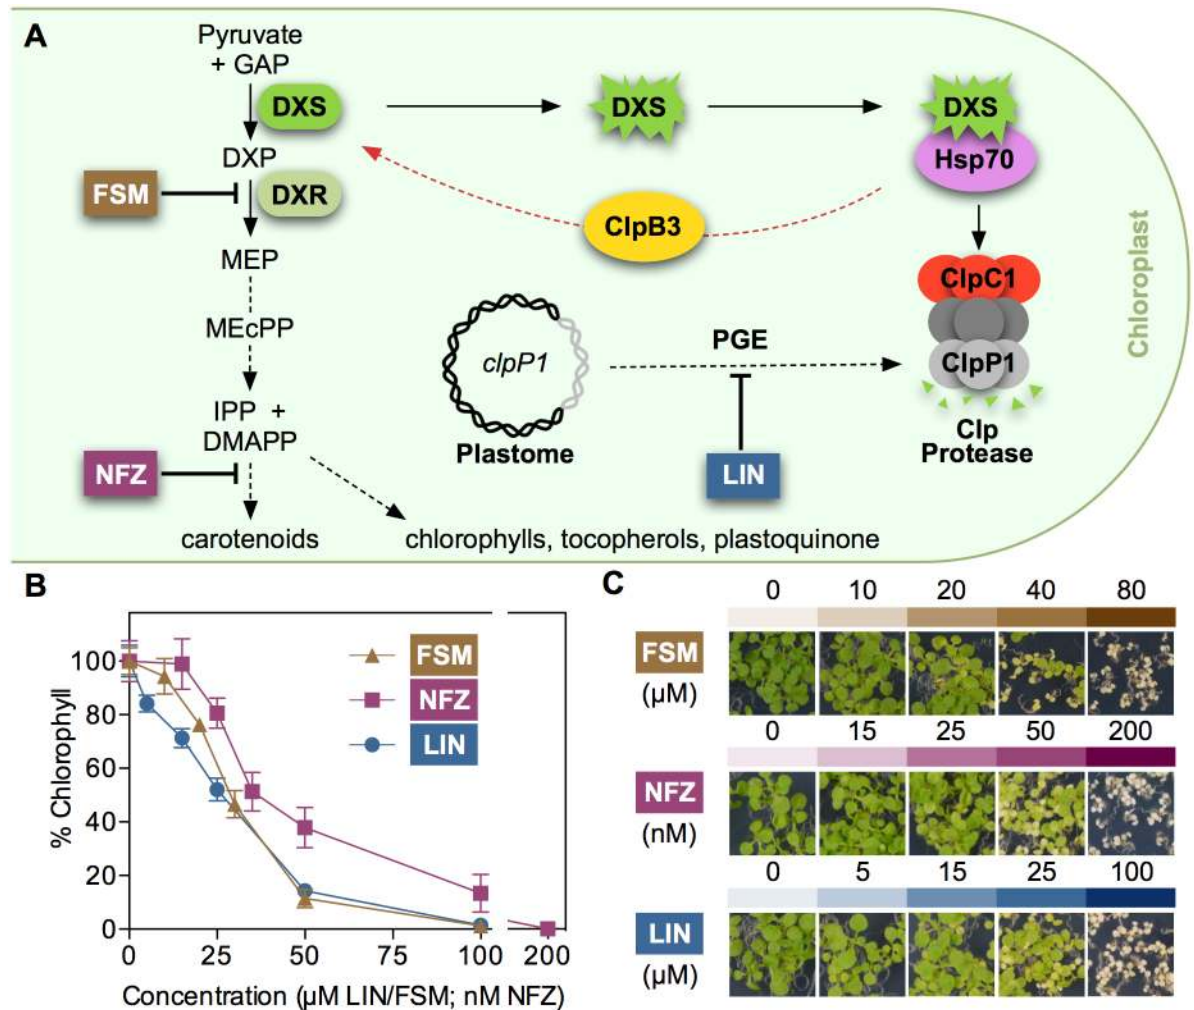 A
Pyruvate
+ GAP
DXS
DXS
DXS
Hsp70
DXP
FSM
DXR
ClpB3
MEP
ClpC1
MEcPP
clpP1
PGE
ClpP1
IPP +
DMAPP
Plastome
Clp
Protease
NFZ
LIN
carotenoids
chlorophylls, tocopherols, plastoquinone
Chloroplast
B
% Chlorophyll
100
80
60
40
20
0
FSM
NFZ
LIN
0 25 50 75 100 200
Concentration (µM LIN/FSM; nM NFZ)
C
0 10 20 40 80
FSM
(µM)
0 15 25 50 200
NFZ
(nM)
0 5 15 25 100
LIN
(µM)